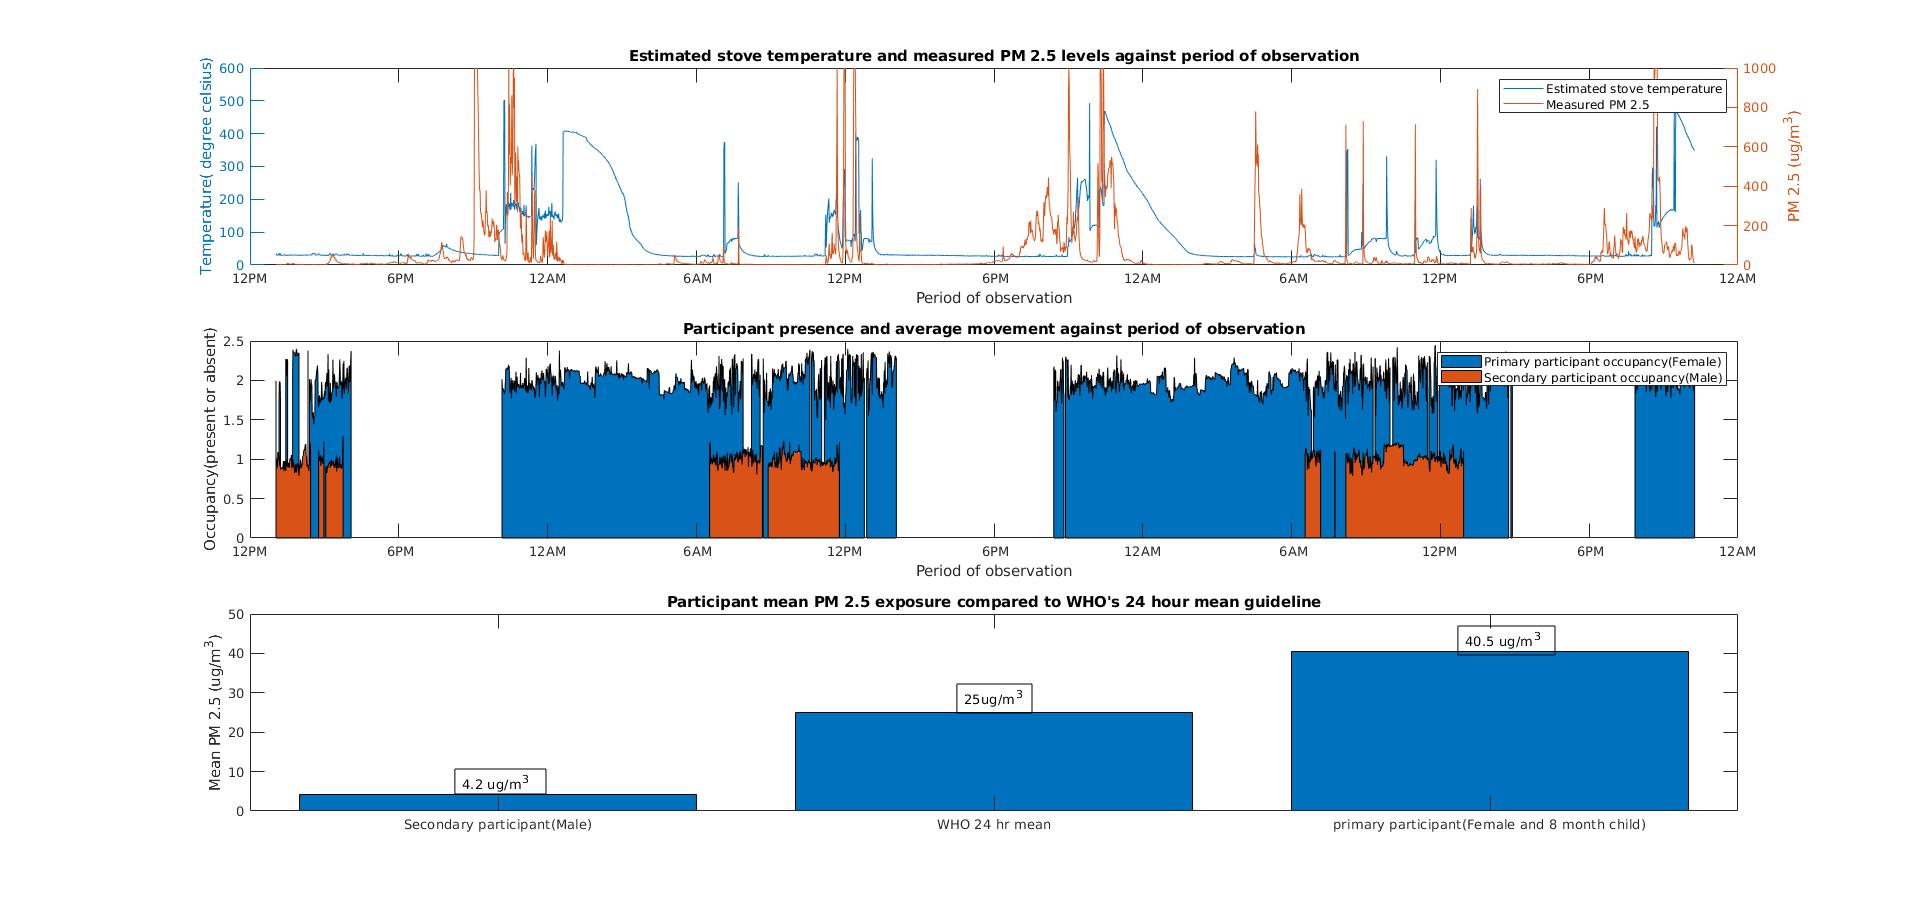 Estimated stove temperature and measured PM 2.5 levels against period of observation
Temperature( degree celsius)
600
500
400
300
200
100
0
1000
800
600
400
200
0
PM 2.5 (ug/m3)
Estimated stove temperature
Measured PM 2.5
12PM 6PM 12AM 6AM 12PM 6PM 12AM 6AM 12PM 6PM 12AM
Period of observation
Participant presence and average movement against period of observation
Occupancy(present or absent)
2.5
2
1.5
1
0.5
0
Primary participant occupancy(Female)
Secondary participant occupancy(Male)
12PM 6PM 12AM 6AM 12PM 6PM 12AM 6AM 12PM 6PM 12AM
Period of observation
Participant mean PM 2.5 exposure compared to WHO's 24 hour mean guideline
Mean PM 2.5 (ug/m3)
50
40
30
20
10
0
4.2 ug/m3
25ug/m3
40.5 ug/m3
Secondary participant(Male) WHO 24 hr mean primary participant(Female and 8 month child)